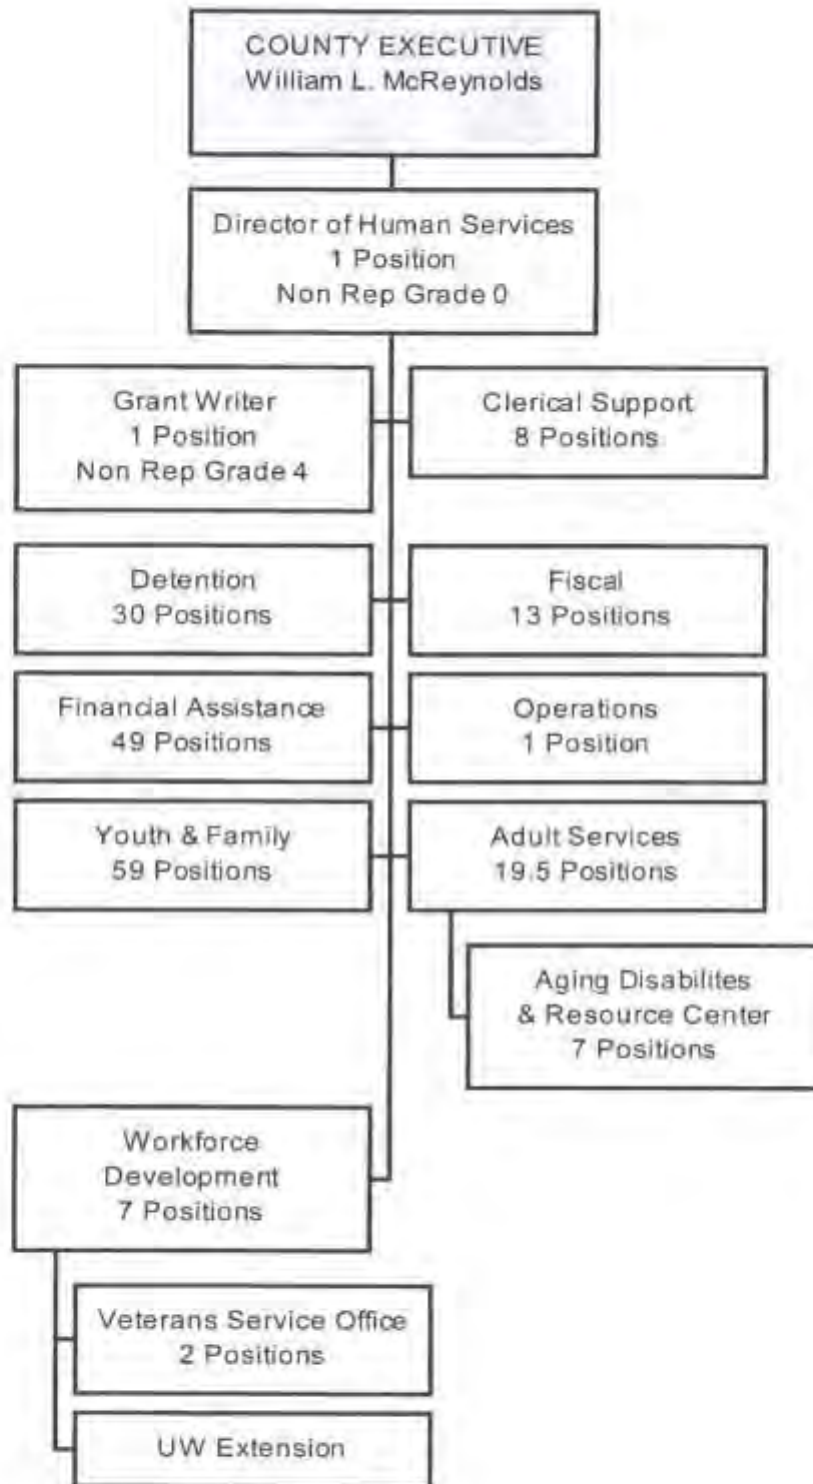 COUNTY EXECUTIVE
William L. McReynolds
Director of Human Services
1 Position
Non Rep Grade 0
Grant Writer
1 Position
Non Rep Grade 4
Clerical Support
8 Positions
Detention
30 Positions
Fiscal
13 Positions
Financial Assistance
49 Positions
Operations
1 Position
Youth & Family
59 Positions
Adult Services
19.5 Positions
Aging Disabilites
& Resource Center
7 Positions
Workforce
Development
7 Positions
Veterans Service Office
2 Positions
UW Extension